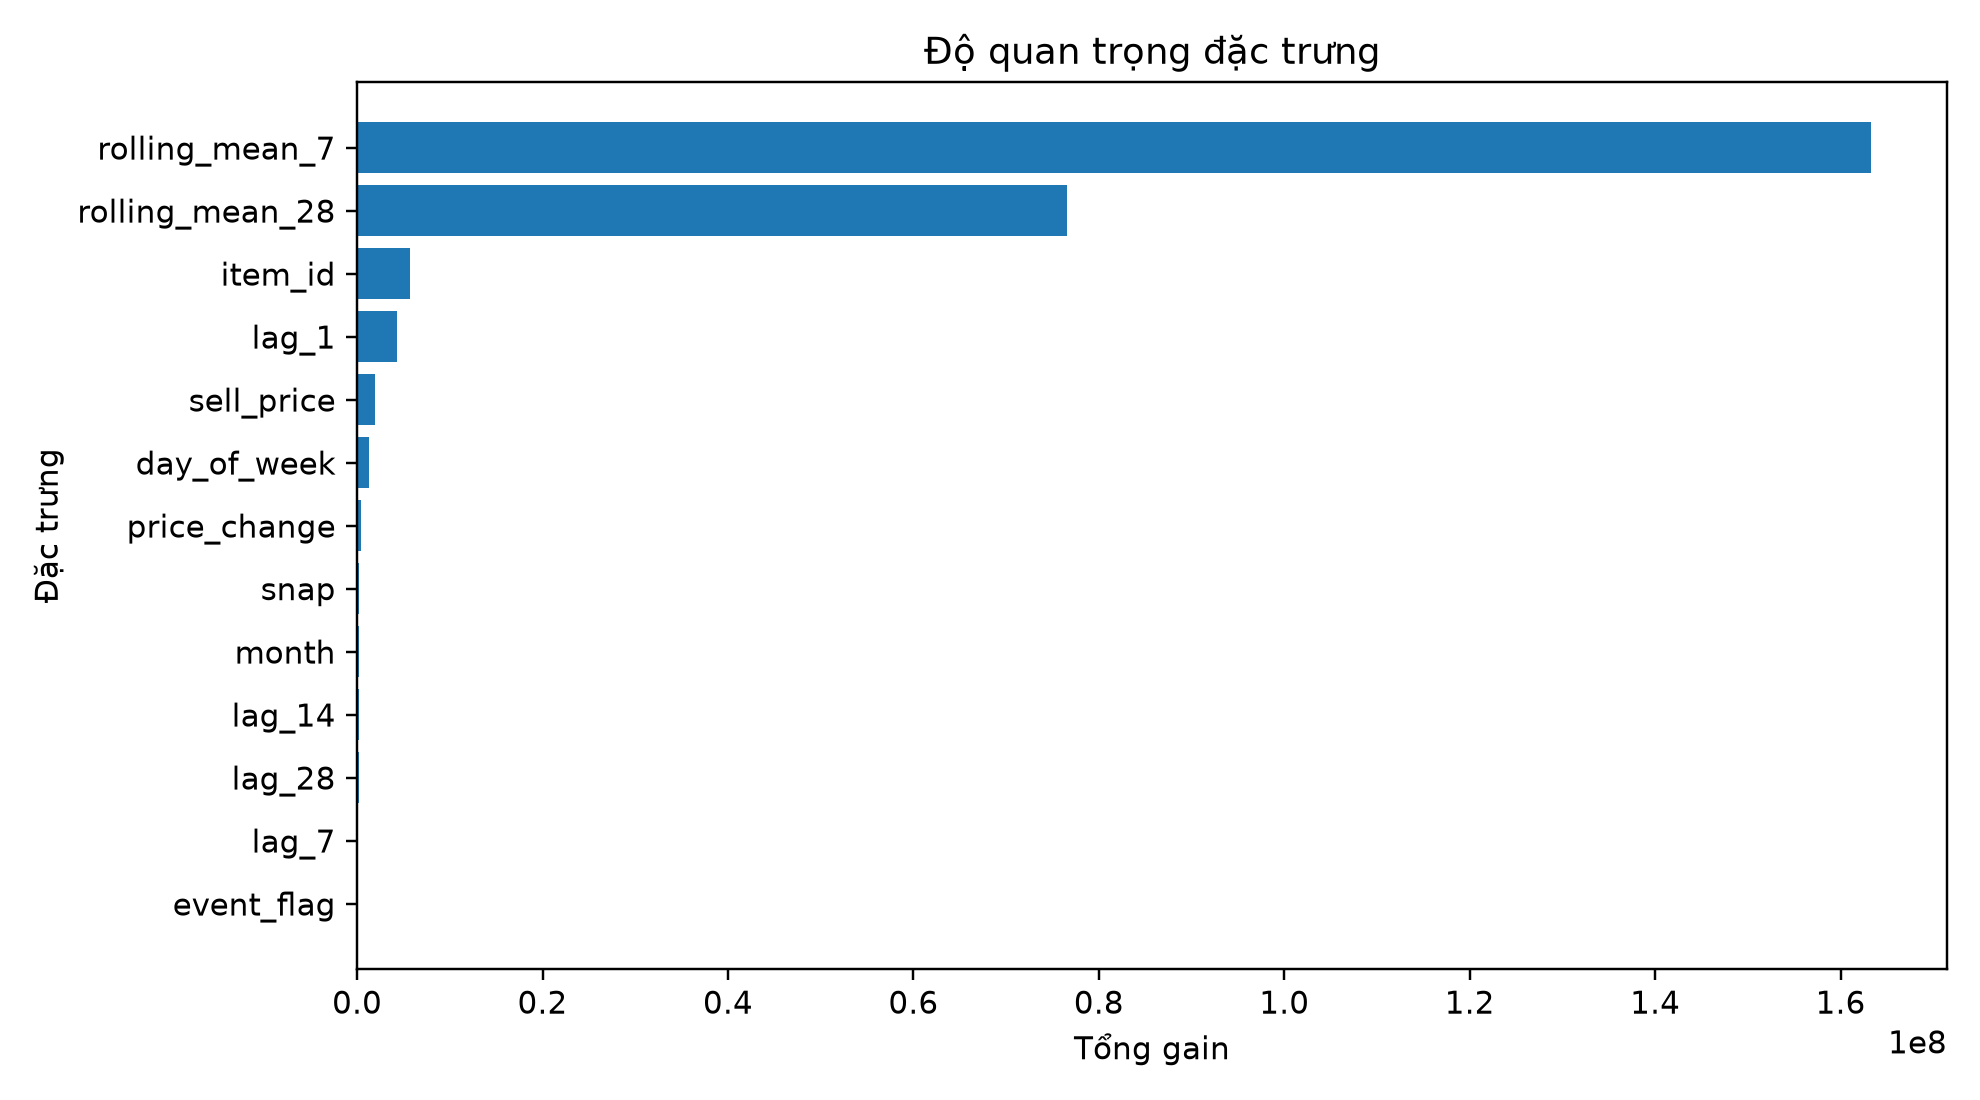 Độ quan trọng đặc trưng
rolling_mean_7
rolling_mean_28
item_id
lag_1
sell_price
day_of_week
price_change
snap
month
lag_14
lag_28
lag_7
event_flag
Đặc trưng
0.0 0.2 0.4 0.6 0.8 1.0 1.2 1.4 1.6
1e8
Tổng gain